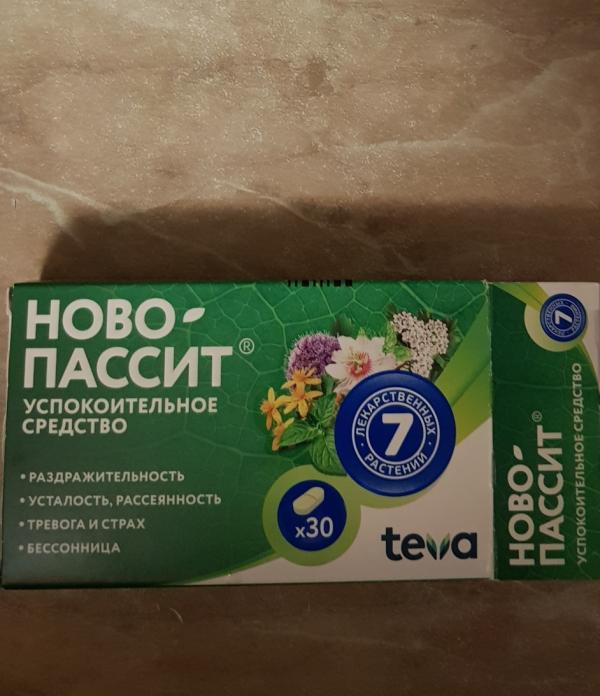 НОВО-
ПАССИТ®
УСПОКОИТЕЛЬНОЕ
СРЕДСТВО
• РАЗДРАЖИТЕЛЬНОСТЬ
• УСТАЛОСТЬ, РАССЕЯННОСТЬ
• ТРЕВОГА И СТРАХ
• БЕССОННИЦА
ЛЕКАРСТВЕННЫХ
7
РАСТЕНИЙ
x30
teva
7
НОВО-
ПАССИТ®
УСПОКОИТЕЛЬНОЕ СРЕДСТВО